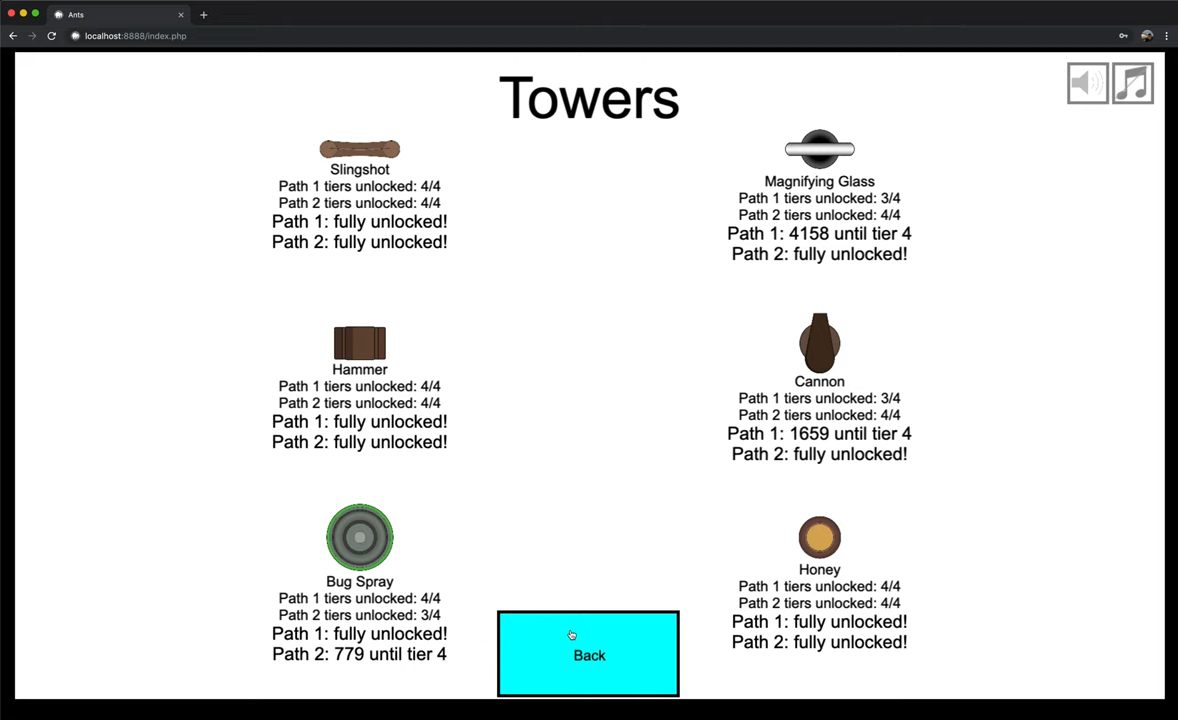 Ants
localhost:8888/index.php
Towers
Slingshot
Path 1 tiers unlocked: 4/4
Path 2 tiers unlocked: 4/4
Path 1: fully unlocked!
Path 2: fully unlocked!
Magnifying Glass
Path 1 tiers unlocked: 3/4
Path 2 tiers unlocked: 4/4
Path 1: 4158 until tier 4
Path 2: fully unlocked!
Hammer
Path 1 tiers unlocked: 4/4
Path 2 tiers unlocked: 4/4
Path 1: fully unlocked!
Path 2: fully unlocked!
Cannon
Path 1 tiers unlocked: 3/4
Path 2 tiers unlocked: 4/4
Path 1: 1659 until tier 4
Path 2: fully unlocked!
Bug Spray
Path 1 tiers unlocked: 4/4
Path 2 tiers unlocked: 3/4
Path 1: fully unlocked!
Path 2: 779 until tier 4
Honey
Path 1 tiers unlocked: 4/4
Path 2 tiers unlocked: 4/4
Path 1: fully unlocked!
Path 2: fully unlocked!
Back